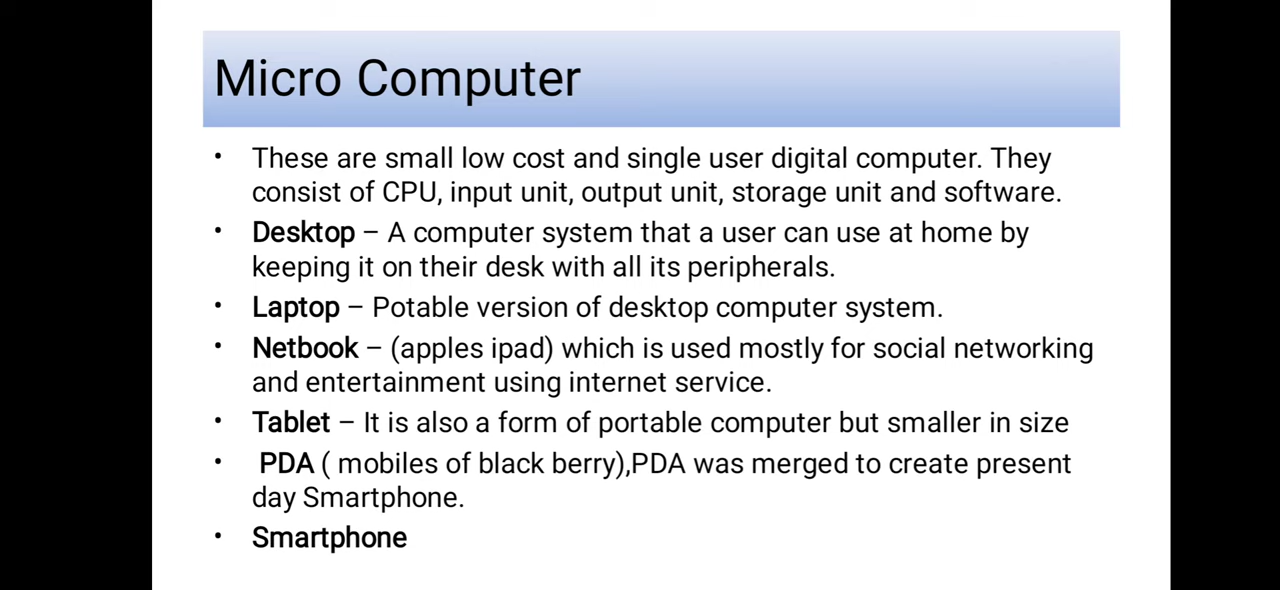 Micro Computer
• These are small low cost and single user digital computer. They
consist of CPU, input unit, output unit, storage unit and software.
• Desktop – A computer system that a user can use at home by
keeping it on their desk with all its peripherals.
• Laptop – Potable version of desktop computer system.
• Netbook – (apples ipad) which is used mostly for social networking
and entertainment using internet service.
• Tablet – It is also a form of portable computer but smaller in size
• PDA ( mobiles of black berry),PDA was merged to create present
day Smartphone.
• Smartphone